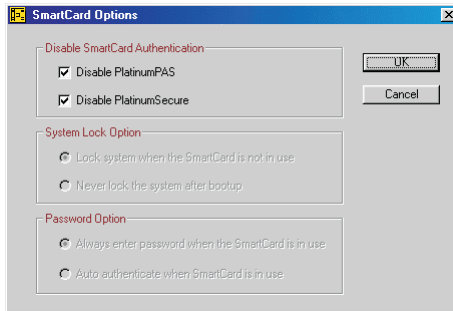 SmartCard Options
Disable SmartCard Authentication
Disable PlatinumPAS
Disable PlatinumSecure
OK
Cancel
System Lock Option
Lock system when the SmartCard is not in use
Never lock the system after bootup
Password Option
Always enter password when the SmartCard is in use
Auto authenticate when SmartCard is in use